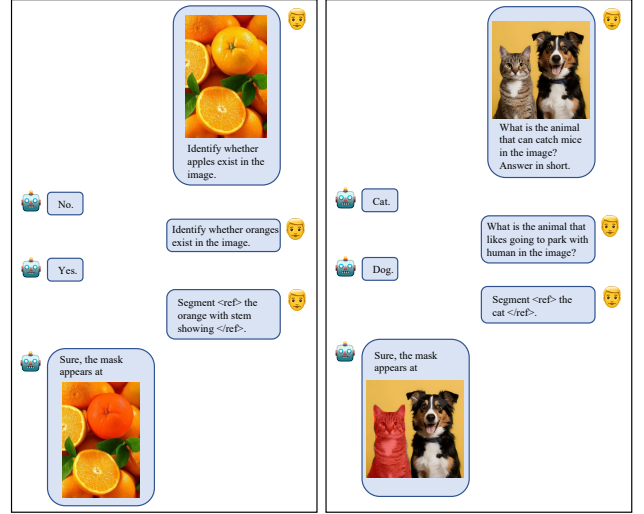 Identify whether
apples exist in the
image.
No.
Identify whether oranges
exist in the image.
Yes.
Segment <ref> the
orange with stem
showing </ref>.
Sure, the mask
appears at
What is the animal
that can catch mice
in the image?
Answer in short.
Cat.
What is the animal that
likes going to park with
human in the image?
Dog.
Segment <ref> the
cat </ref>.
Sure, the mask
appears at